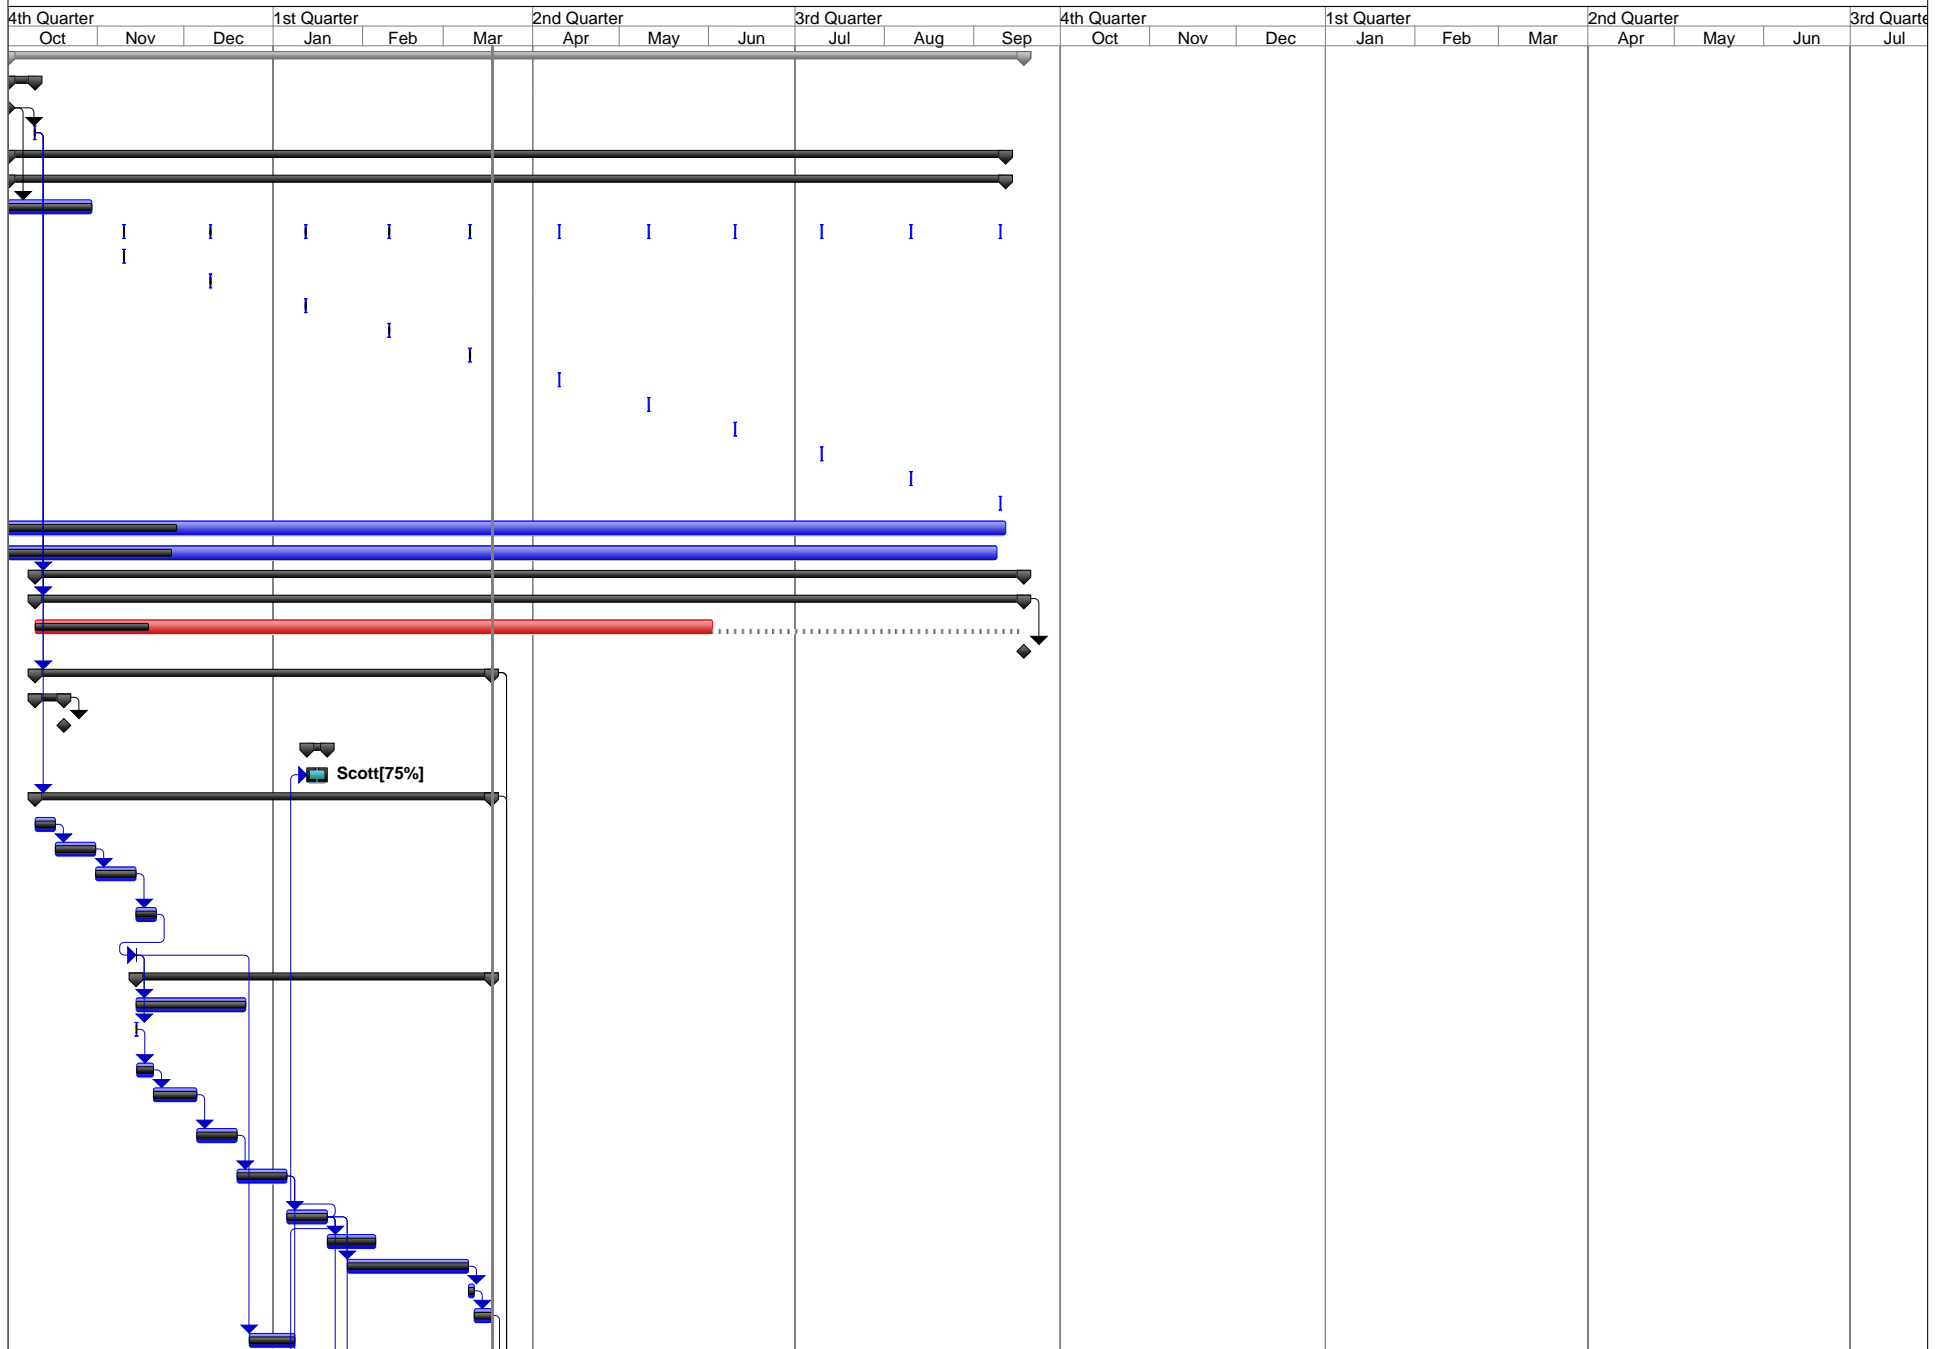 4th Quarter 1st Quarter 2nd Quarter 3rd Quarter 4th Quarter 1st Quarter 2nd Quarter 3rd Quarte
Oct Nov Dec Jan Feb Mar Apr May Jun Jul Aug Sep Oct Nov Dec Jan Feb Mar Apr May Jun Jul
Scott[75%]